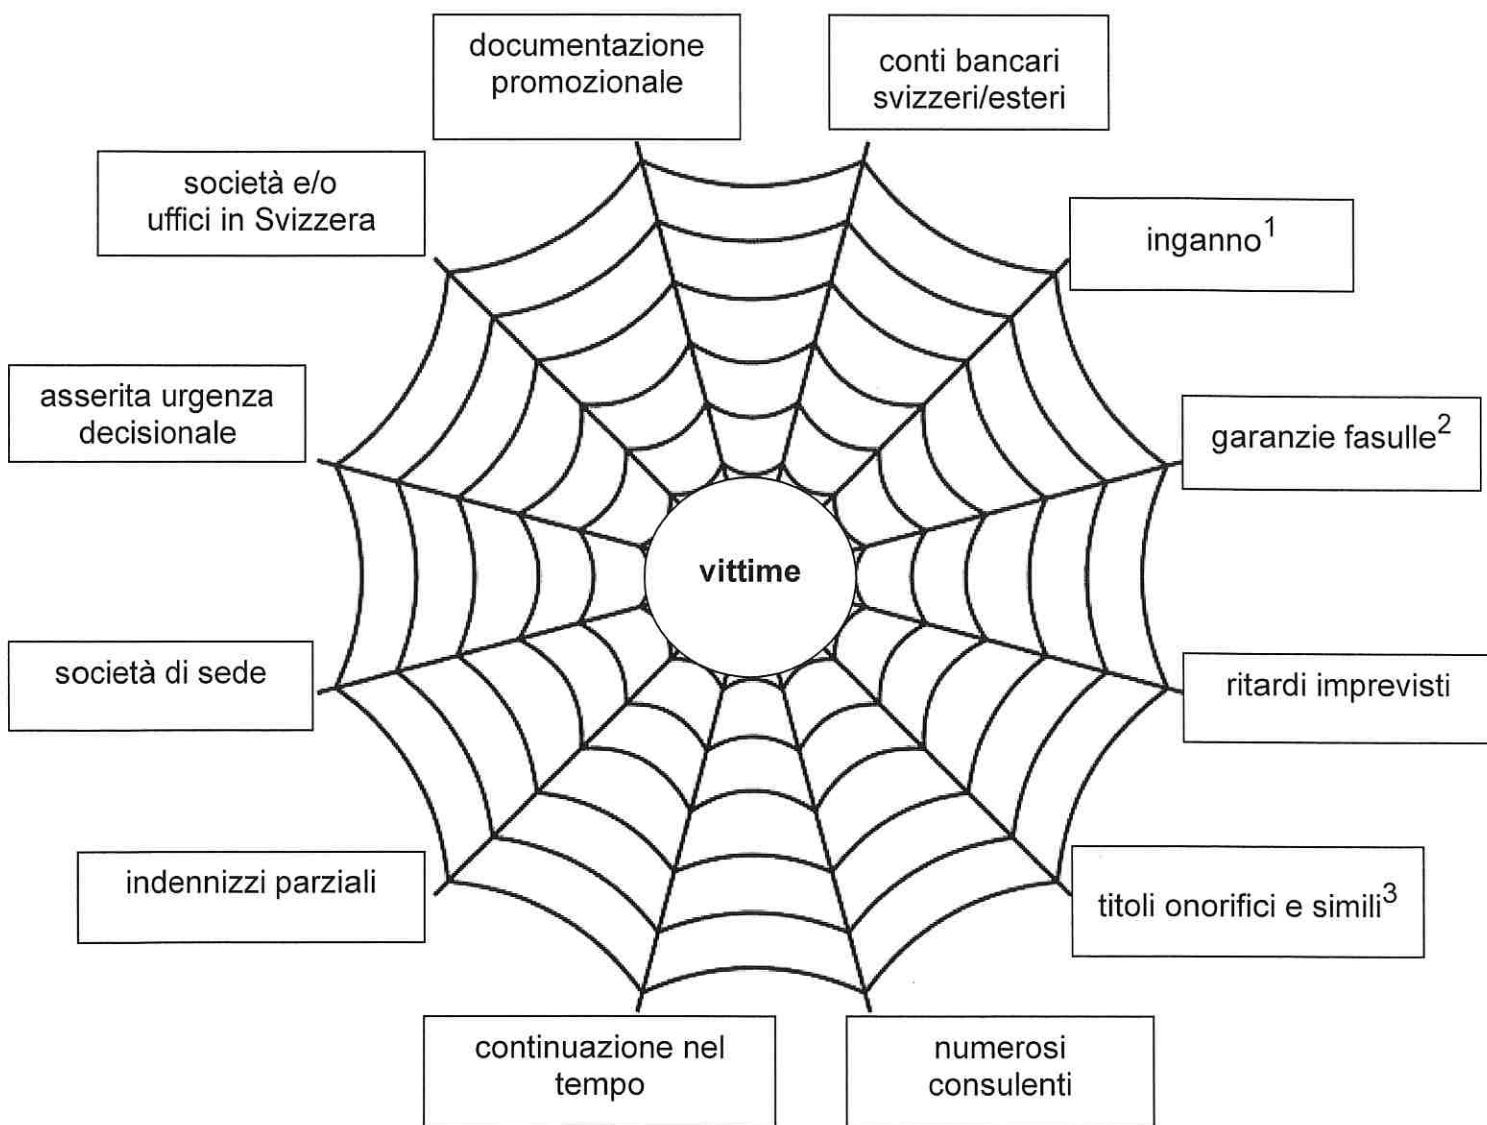 documentazione
promozionale
conti bancari
svizzeri/esteri
società e/o
uffici in Svizzera
inganno¹
asserita urgenza
decisionale
garanzie fasulle²
vittime
società di sede
ritardi imprevisti
indennizzi parziali
titoli onorifici e simili³
continuazione nel
tempo
numerosi
consulenti